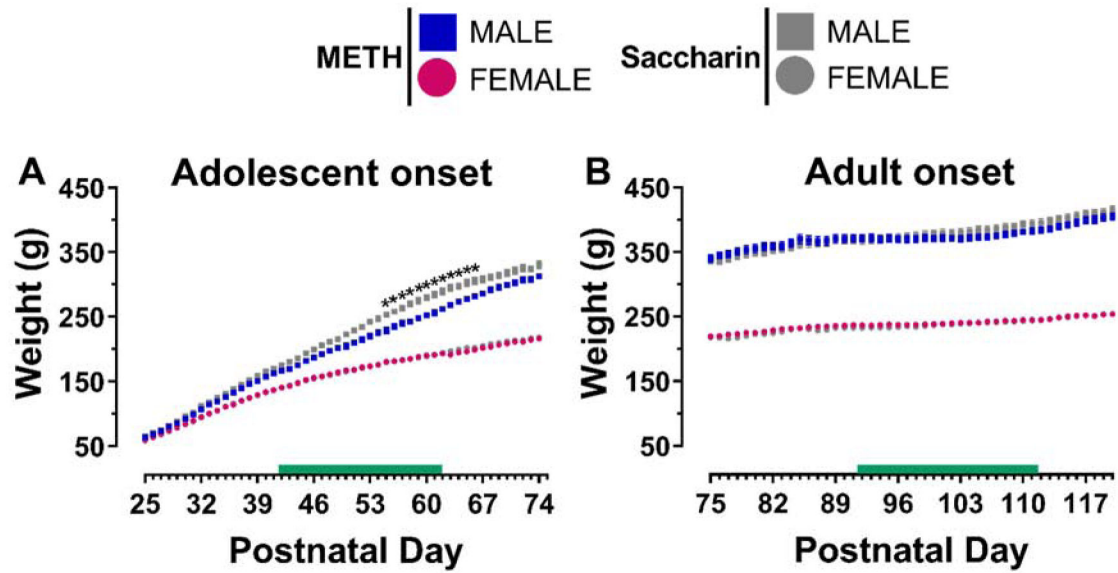 METH
MALE
FEMALE
Saccharin
MALE
FEMALE
A Adolescent onset
Weight (g)
450
350
250
150
50
************
25 32 39 46 53 60 67 74
Postnatal Day
B Adult onset
Weight (g)
450
350
250
150
50
75 82 89 96 103 110 117
Postnatal Day